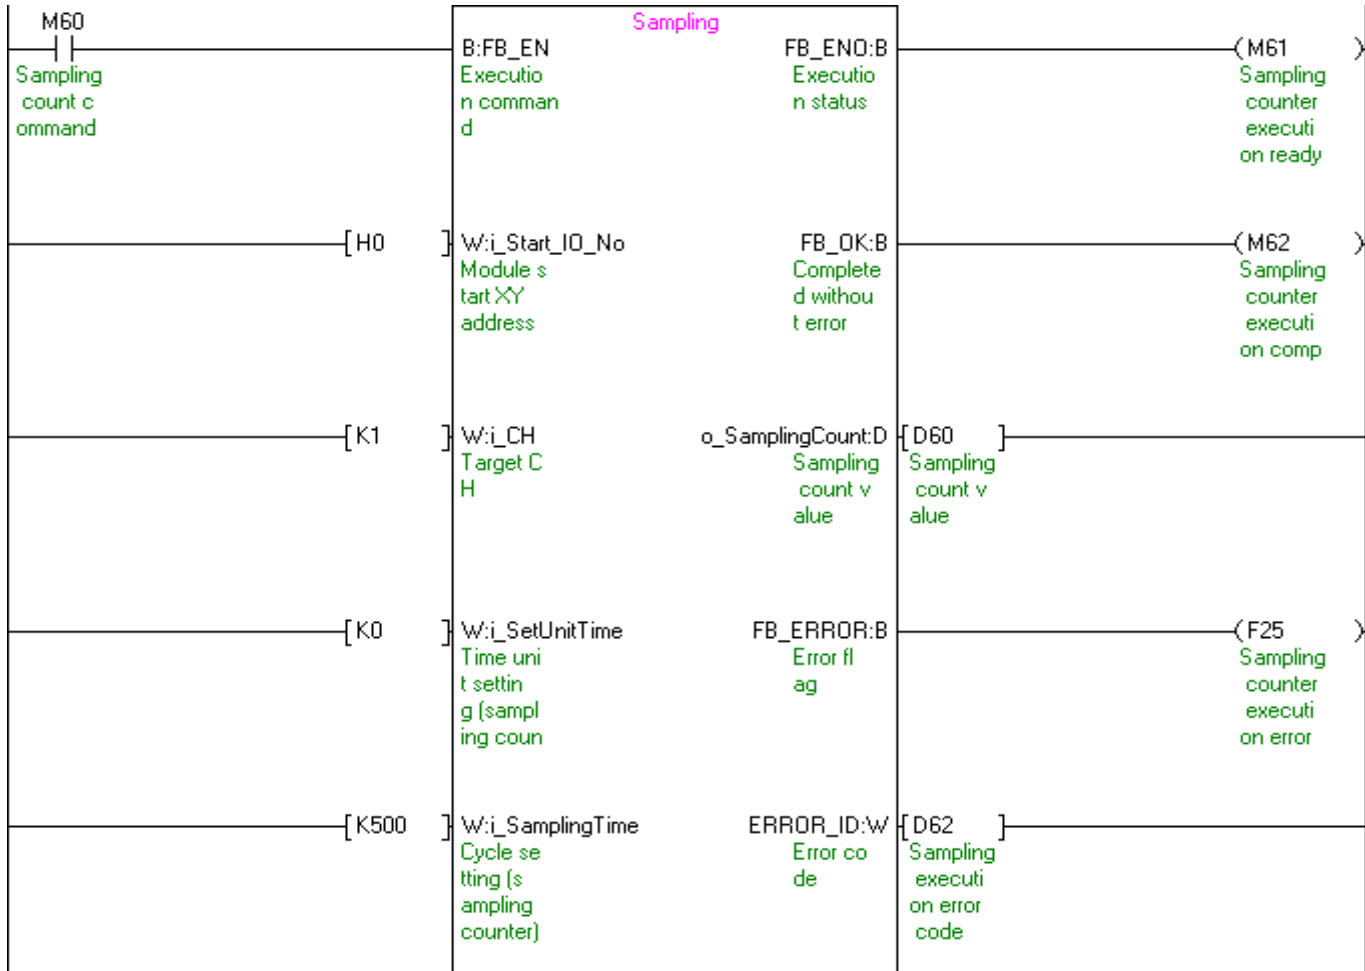 M60
Sampling
count c
ommand
Sampling
B:FB_EN
Executio
n comman
d
FB_ENO:B
Executio
n status
(M61 )
Sampling
counter
executi
on ready
[H0 ]
W:i_Start_IO_No
Module s
tart XY
address
FB_OK:B
Complete
d withou
t error
(M62 )
Sampling
counter
executi
on comp
[K1 ]
W:i_CH
Target C
H
o_SamplingCount:D
Sampling
count v
alue
[D60 ]
Sampling
count v
alue
[K0 ]
W:i_SetUnitTime
Time uni
t settin
g (sampl
ing coun
FB_ERROR:B
Error fl
ag
(F25 )
Sampling
counter
executi
on error
[K500 ]
W:i_SamplingTime
Cycle se
tting (s
ampling
counter)
ERROR_ID:W
Error co
de
[D62 ]
Sampling
executi
on error
code